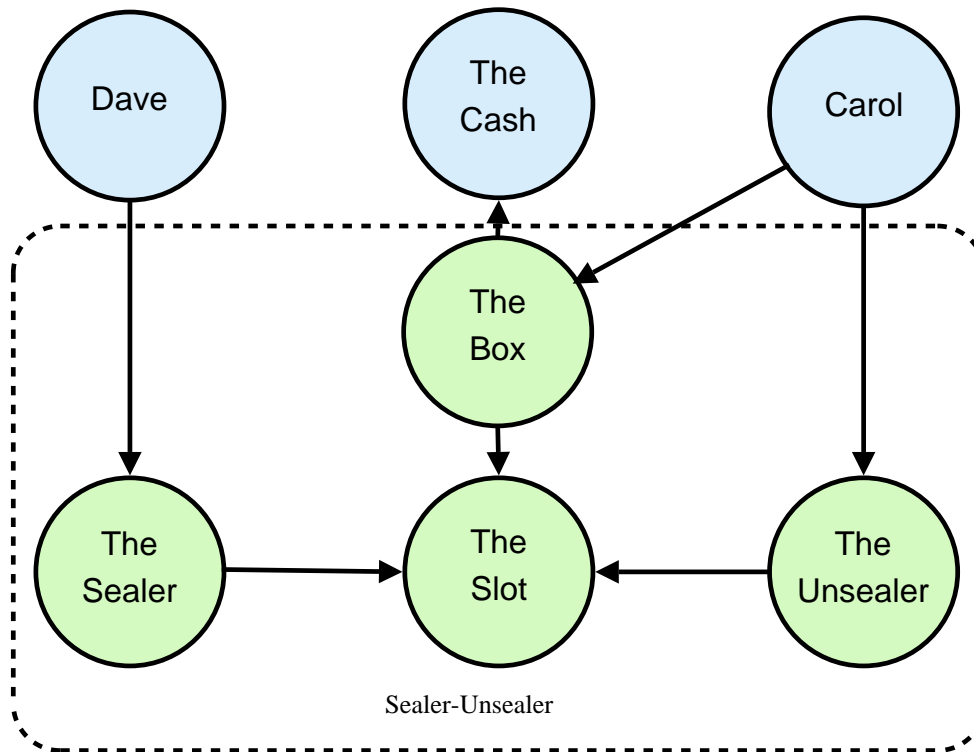 Dave
The
Cash
Carol
The
Box
The
Sealer
The
Slot
The
Unsealer
Sealer-Unsealer